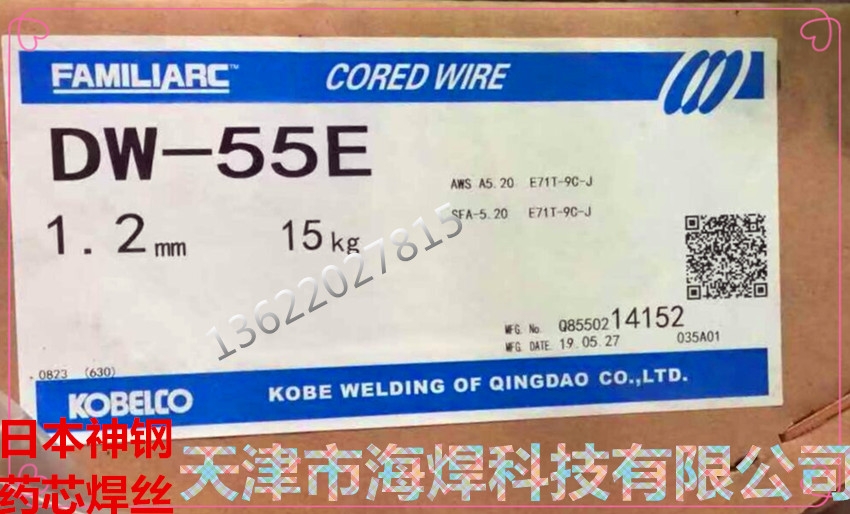 FAMILIARC™ CORED WIRE
DW-55E
AWS A5.20 E71T-9C-J
SFA-5.20 E71T-9C-J
1.2mm 15kg
13622027815
MFG. No. Q8550214152
MFG. DATE. 19.05.27 035A01
.0823 (630)
KOBELCO KOBE WELDING OF QINGDAO CO.,LTD.
日本神钢
药芯焊丝
天津市海焊科技有限公司